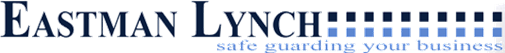 EASTMAN LYNCH
safe guarding your business